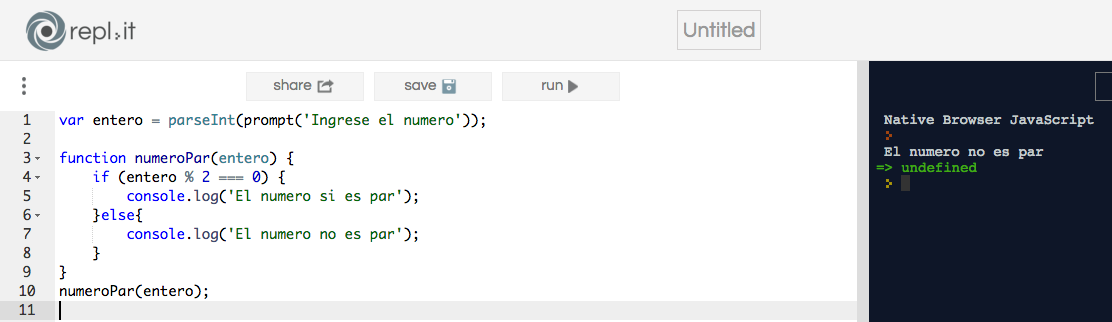 repl.it
Untitled
share
save
run
1 var entero = parseInt(prompt('Ingrese el numero'));
2
3 function numeroPar(entero) {
4 if (entero % 2 === 0) {
5 console.log('El numero si es par');
6 }else{
7 console.log('El numero no es par');
8 }
9 }
10 numeroPar(entero);
11
Native Browser JavaScript
>
El numero no es par
=> undefined
>